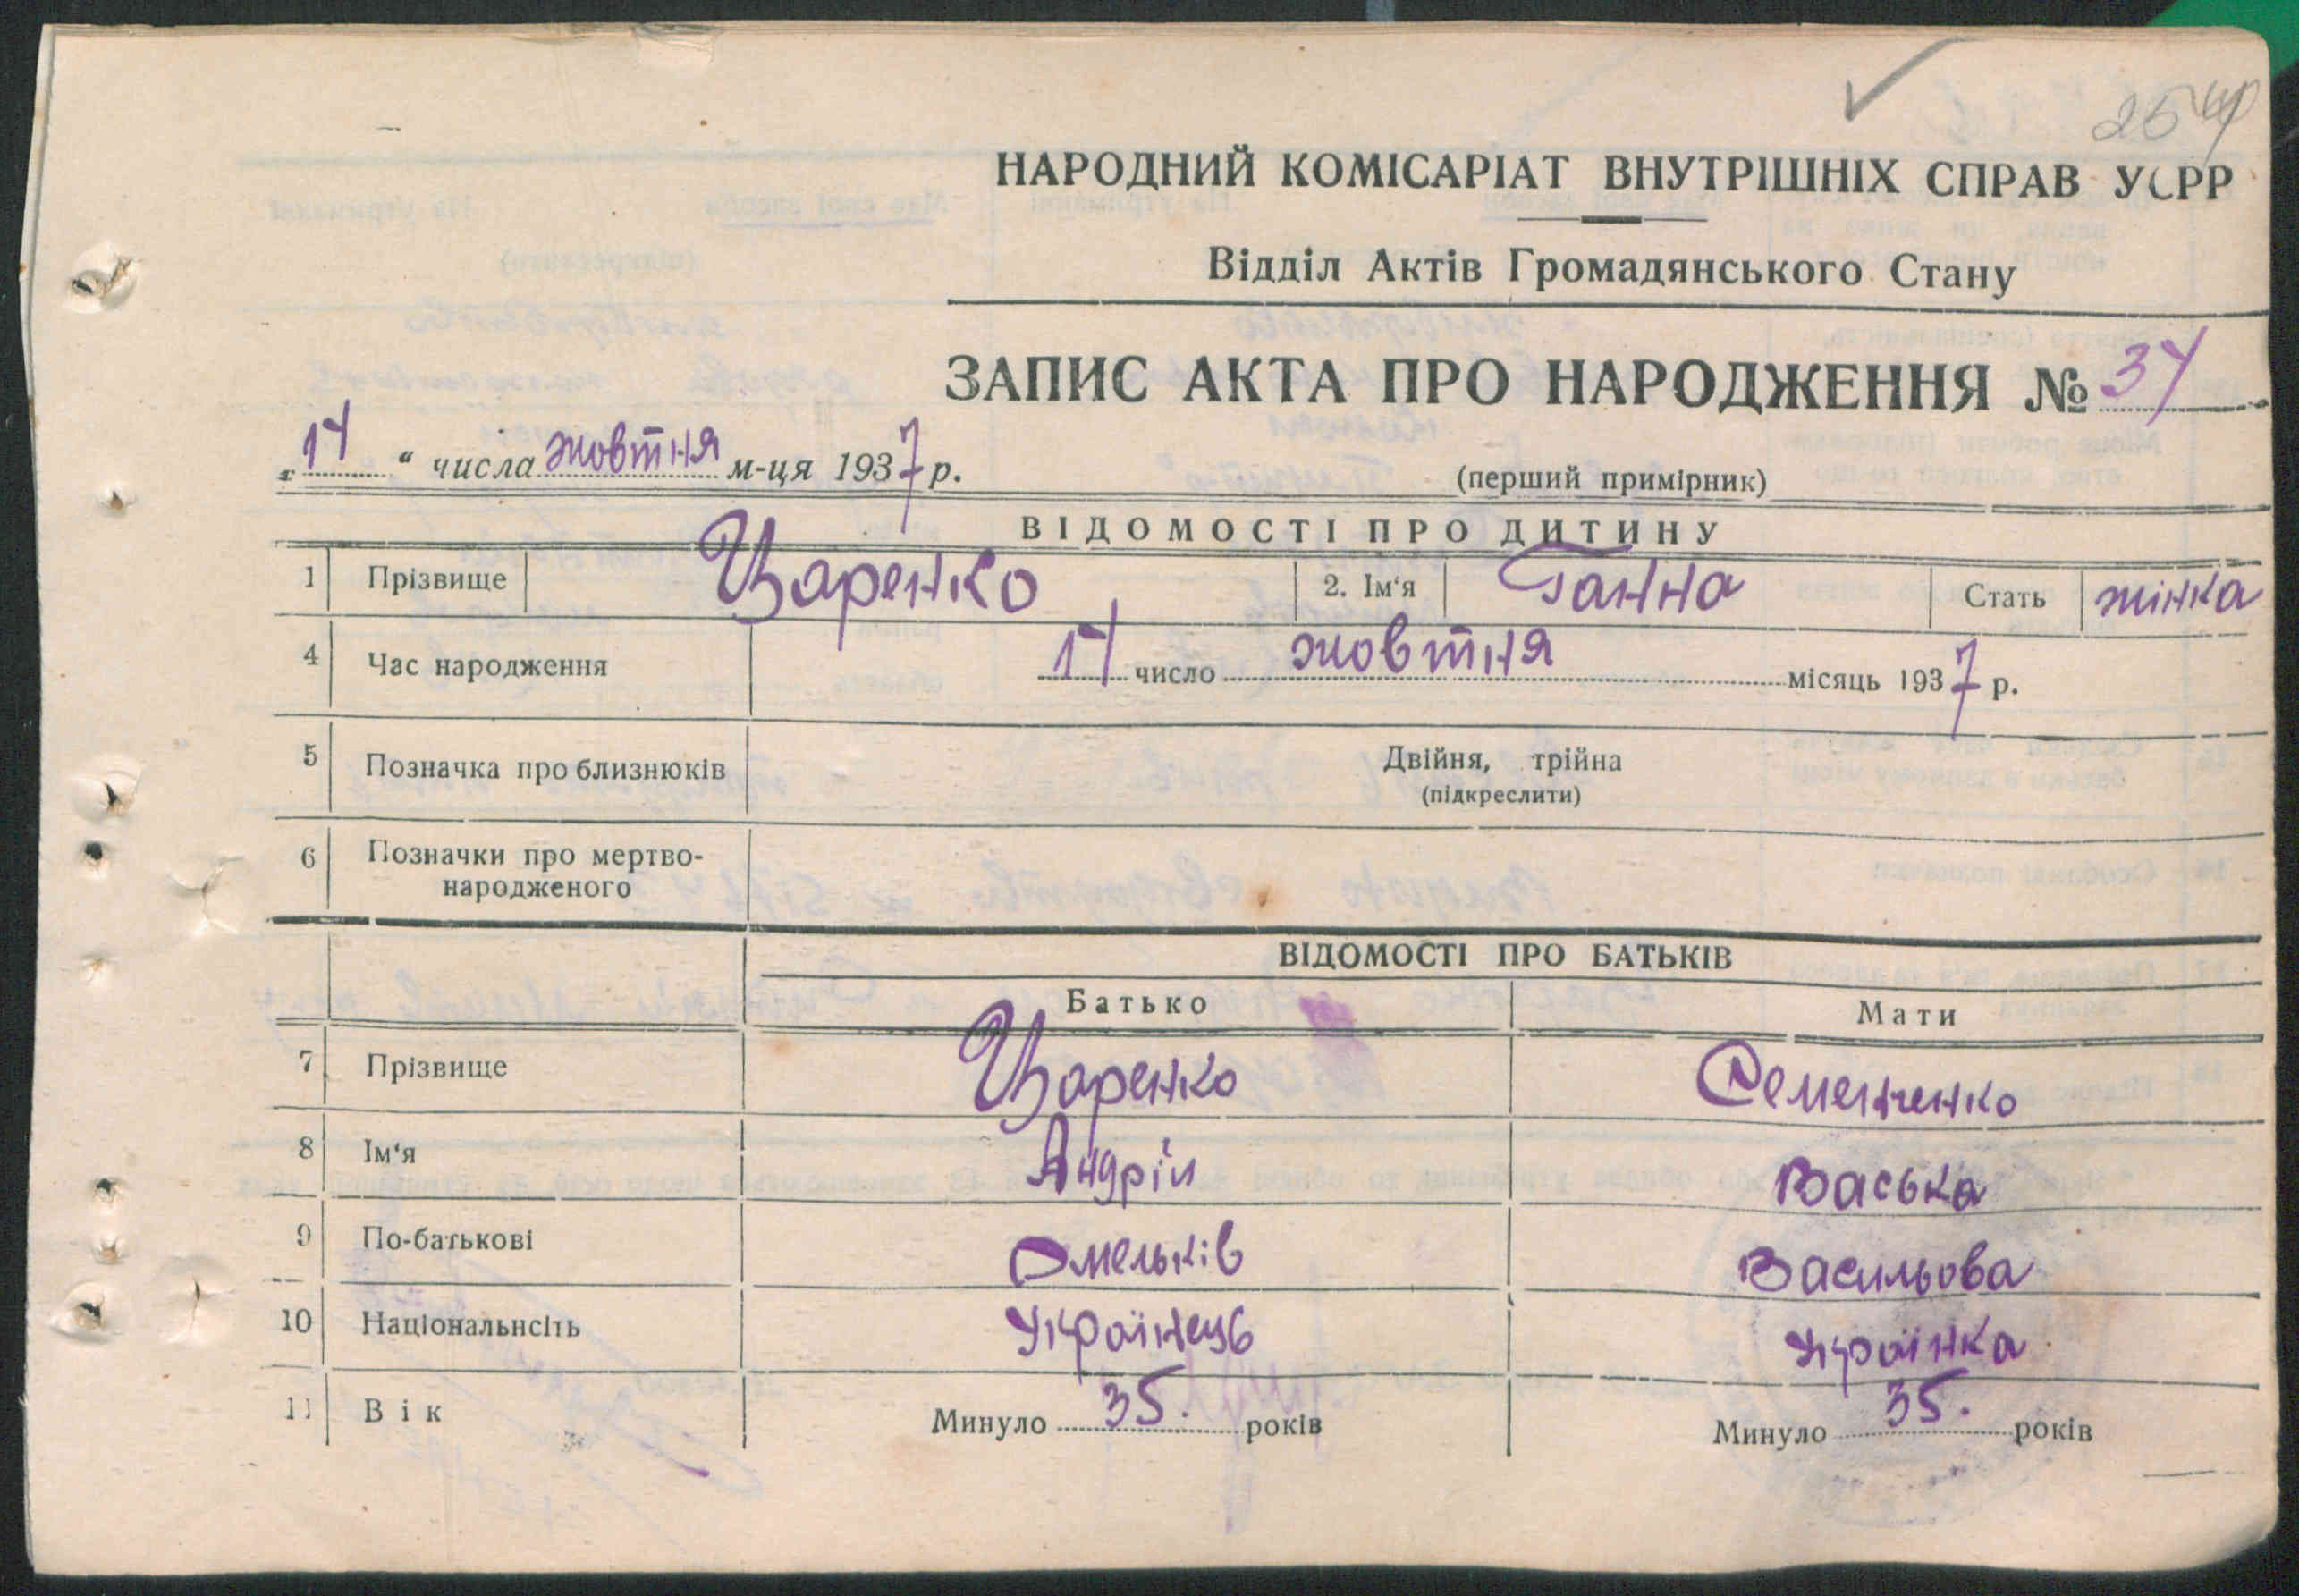 254
НАРОДНИЙ КОМІСАРІАТ ВНУТРІШНІХ СПРАВ УСРР
Відділ Актів Громадянського Стану
ЗАПИС АКТА ПРО НАРОДЖЕННЯ № 34
„14“ числа жовтня м-ця 1937 р.
(перший примірник)
ВІДОМОСТІ ПРО ДИТИНУ
1 Прізвище Царенко 2. Ім‘я Ганна Стать жінка
4 Час народження 14 число жовтня місяць 1937 р.
5 Позначка про близнюків Двійня, трійна
(підкреслити)
6 Позначки про мертво-
народженого
ВІДОМОСТІ ПРО БАТЬКІВ
Батько Мати
7 Прізвище Царенко Семенченко
8 Ім‘я Андрій Васька
9 По-батькові Омельків Васильова
10 Національнсіть Українець Українка
11 Вік Минуло 35. років Минуло 35. років